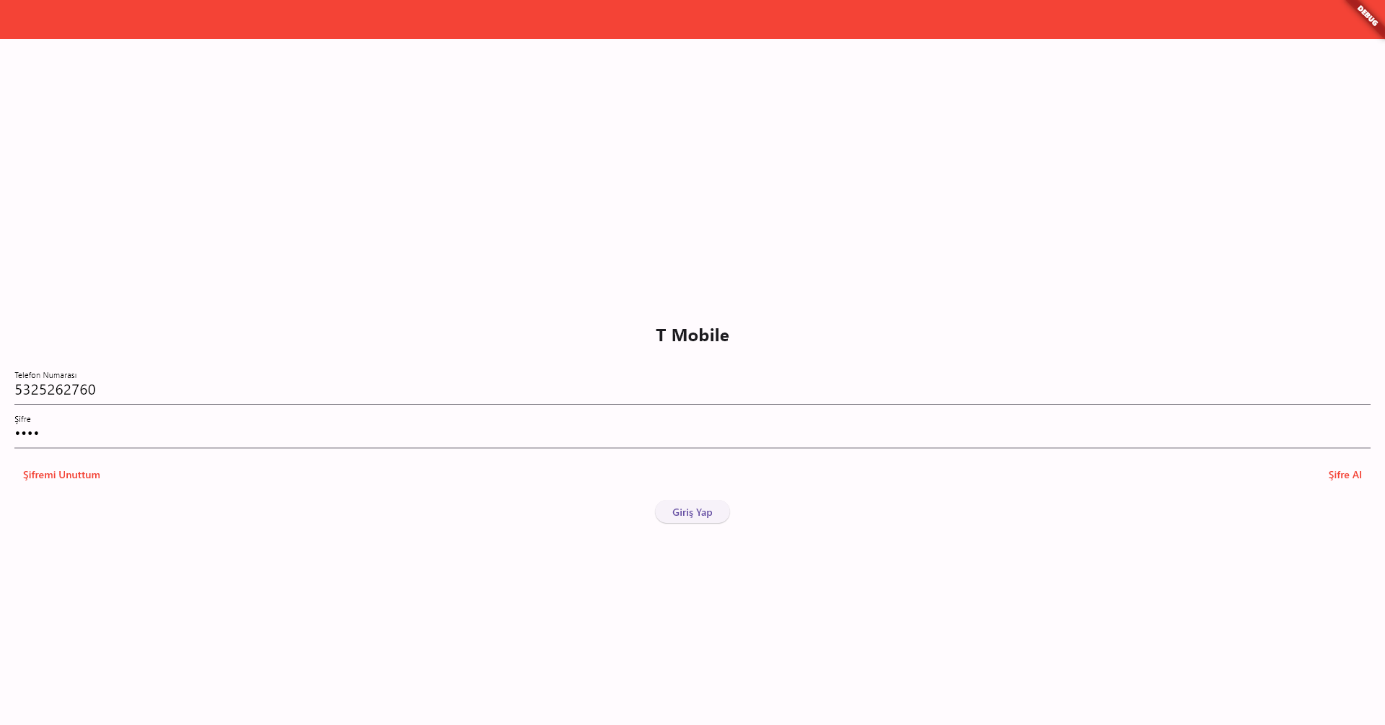 DEBUG
T Mobile
Telefon Numarası
5325262760
Şifre
••••
Şifremi Unuttum
Şifre Al
Giriş Yap